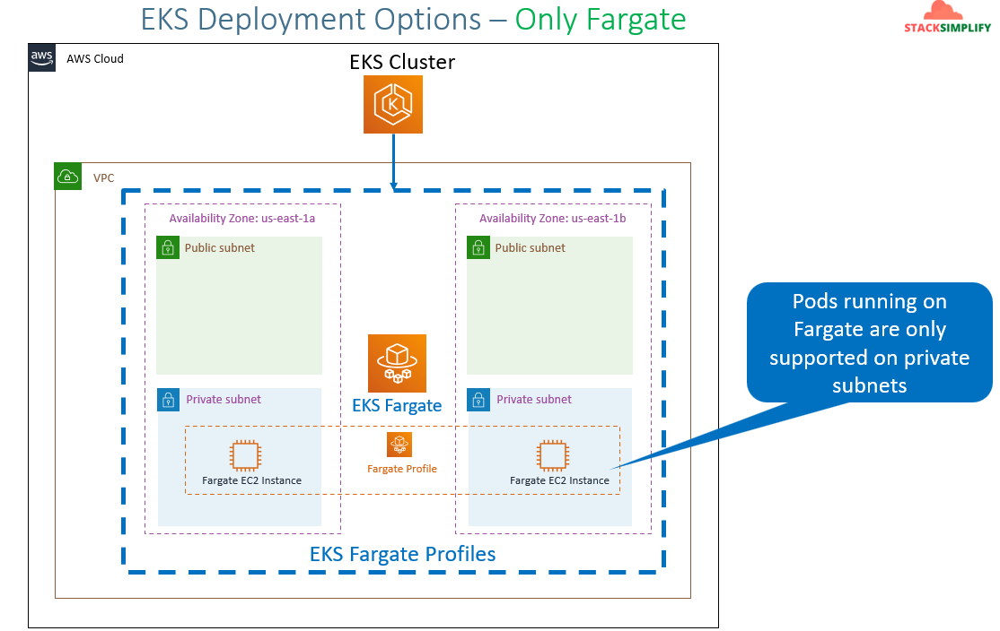 EKS Deployment Options – Only Fargate
STACKSIMPLIFY
aws
AWS Cloud
EKS Cluster
K
VPC
Availability Zone: us-east-1a
Availability Zone: us-east-1b
Public subnet
Public subnet
Pods running on
Fargate are only
supported on private
subnets
Private subnet
EKS Fargate
Private subnet
Fargate Profile
Fargate EC2 Instance
Fargate EC2 Instance
EKS Fargate Profiles